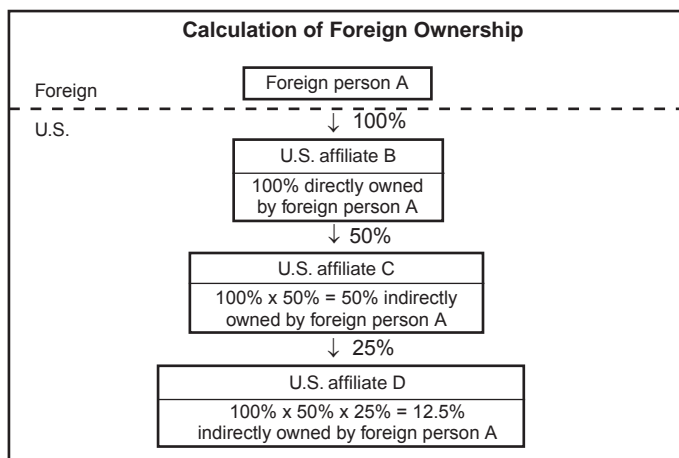 Calculation of Foreign Ownership
Foreign person A
Foreign
↓ 100%
U.S.
U.S. affiliate B
100% directly owned
by foreign person A
↓ 50%
U.S. affiliate C
100% x 50% = 50% indirectly
owned by foreign person A
↓ 25%
U.S. affiliate D
100% x 50% x 25% = 12.5%
indirectly owned by foreign person A